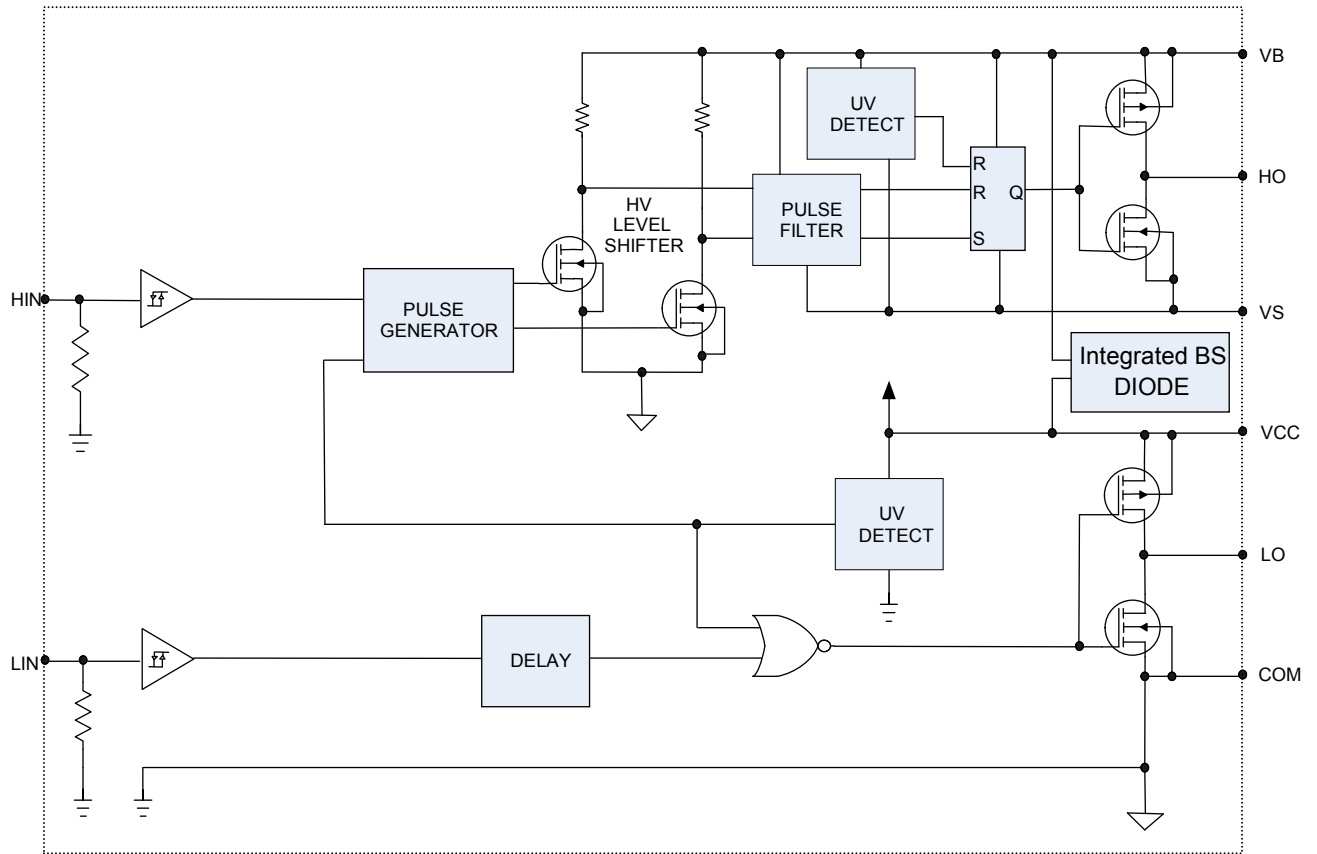 VB
UV
DETECT
R
R
Q
S
HO
HV
LEVEL
SHIFTER
PULSE
FILTER
HIN
PULSE
GENERATOR
VS
Integrated BS
DIODE
VCC
UV
DETECT
LO
LIN
DELAY
COM